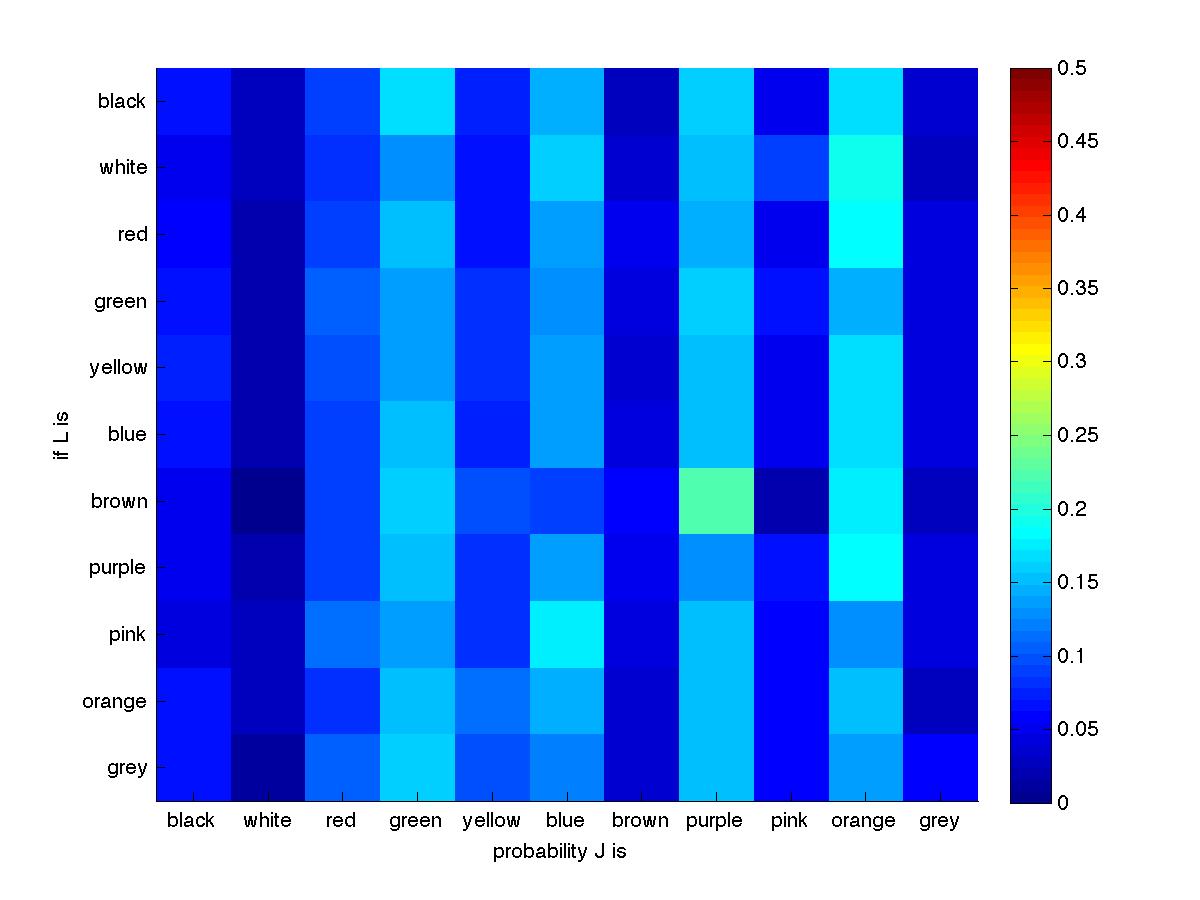 black
white
red
green
yellow
blue
brown
purple
pink
orange
grey
if L is
black white red green yellow blue brown purple pink orange grey
probability J is
0.5
0.45
0.4
0.35
0.3
0.25
0.2
0.15
0.1
0.05
0